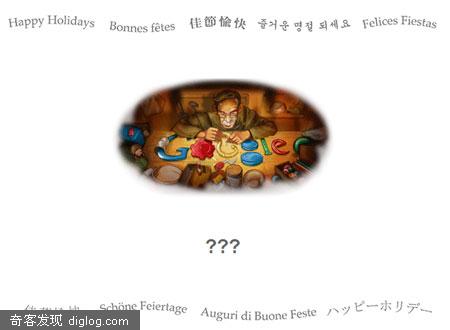 Happy Holidays Bonnes fêtes 佳節愉快 즐거운 명절 되세요 Felices Fiestas
Google
???
Schöne Feiertage Auguri di Buone Feste ハッピーホリデー
奇客发现 diglog.com